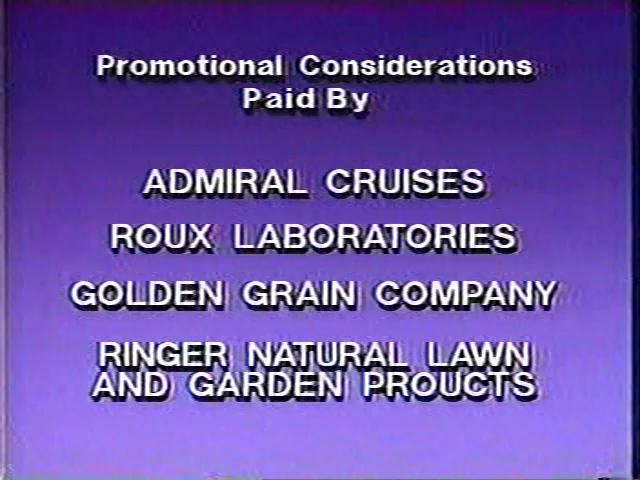 Promotional Considerations
Paid By
ADMIRAL CRUISES
ROUX LABORATORIES
GOLDEN GRAIN COMPANY
RINGER NATURAL LAWN
AND GARDEN PROUCTS